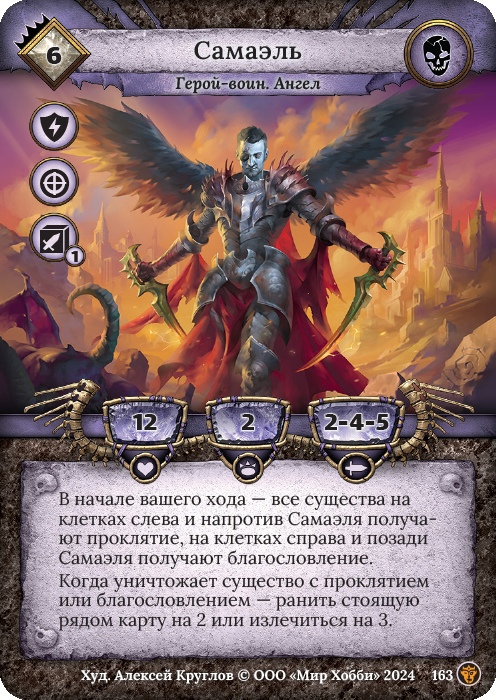 6
Самаэль
Герой-воин. Ангел
1
12
2
2-4-5
В начале вашего хода — все существа на
клетках слева и напротив Самаэля получа-
ют проклятие, на клетках справа и позади
Самаэля получают благословление.
Когда уничтожает существо с проклятием
или благословлением — ранить стоящую
рядом карту на 2 или излечиться на 3.
Худ. Алексей Круглов © ООО «Мир Хобби» 2024 163